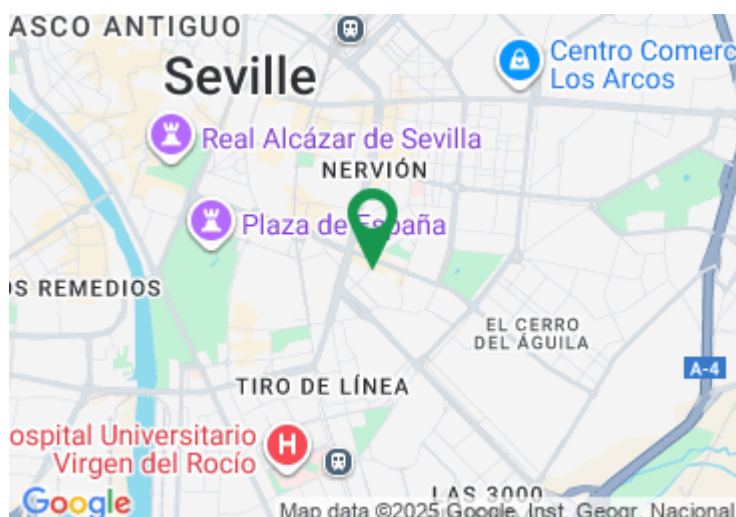 ASCO ANTIGUO
Seville
Centro Comerc
Los Arcos
Real Alcázar de Sevilla
NERVIÓN
Plaza de España
OS REMEDIOS
EL CERRO
DEL ÁGUILA
A-4
TIRO DE LÍNEA
ospital Universitario
Virgen del Rocío
H
LAS 3000
Google
Map data ©2025 Google, Inst. Geogr. Nacional